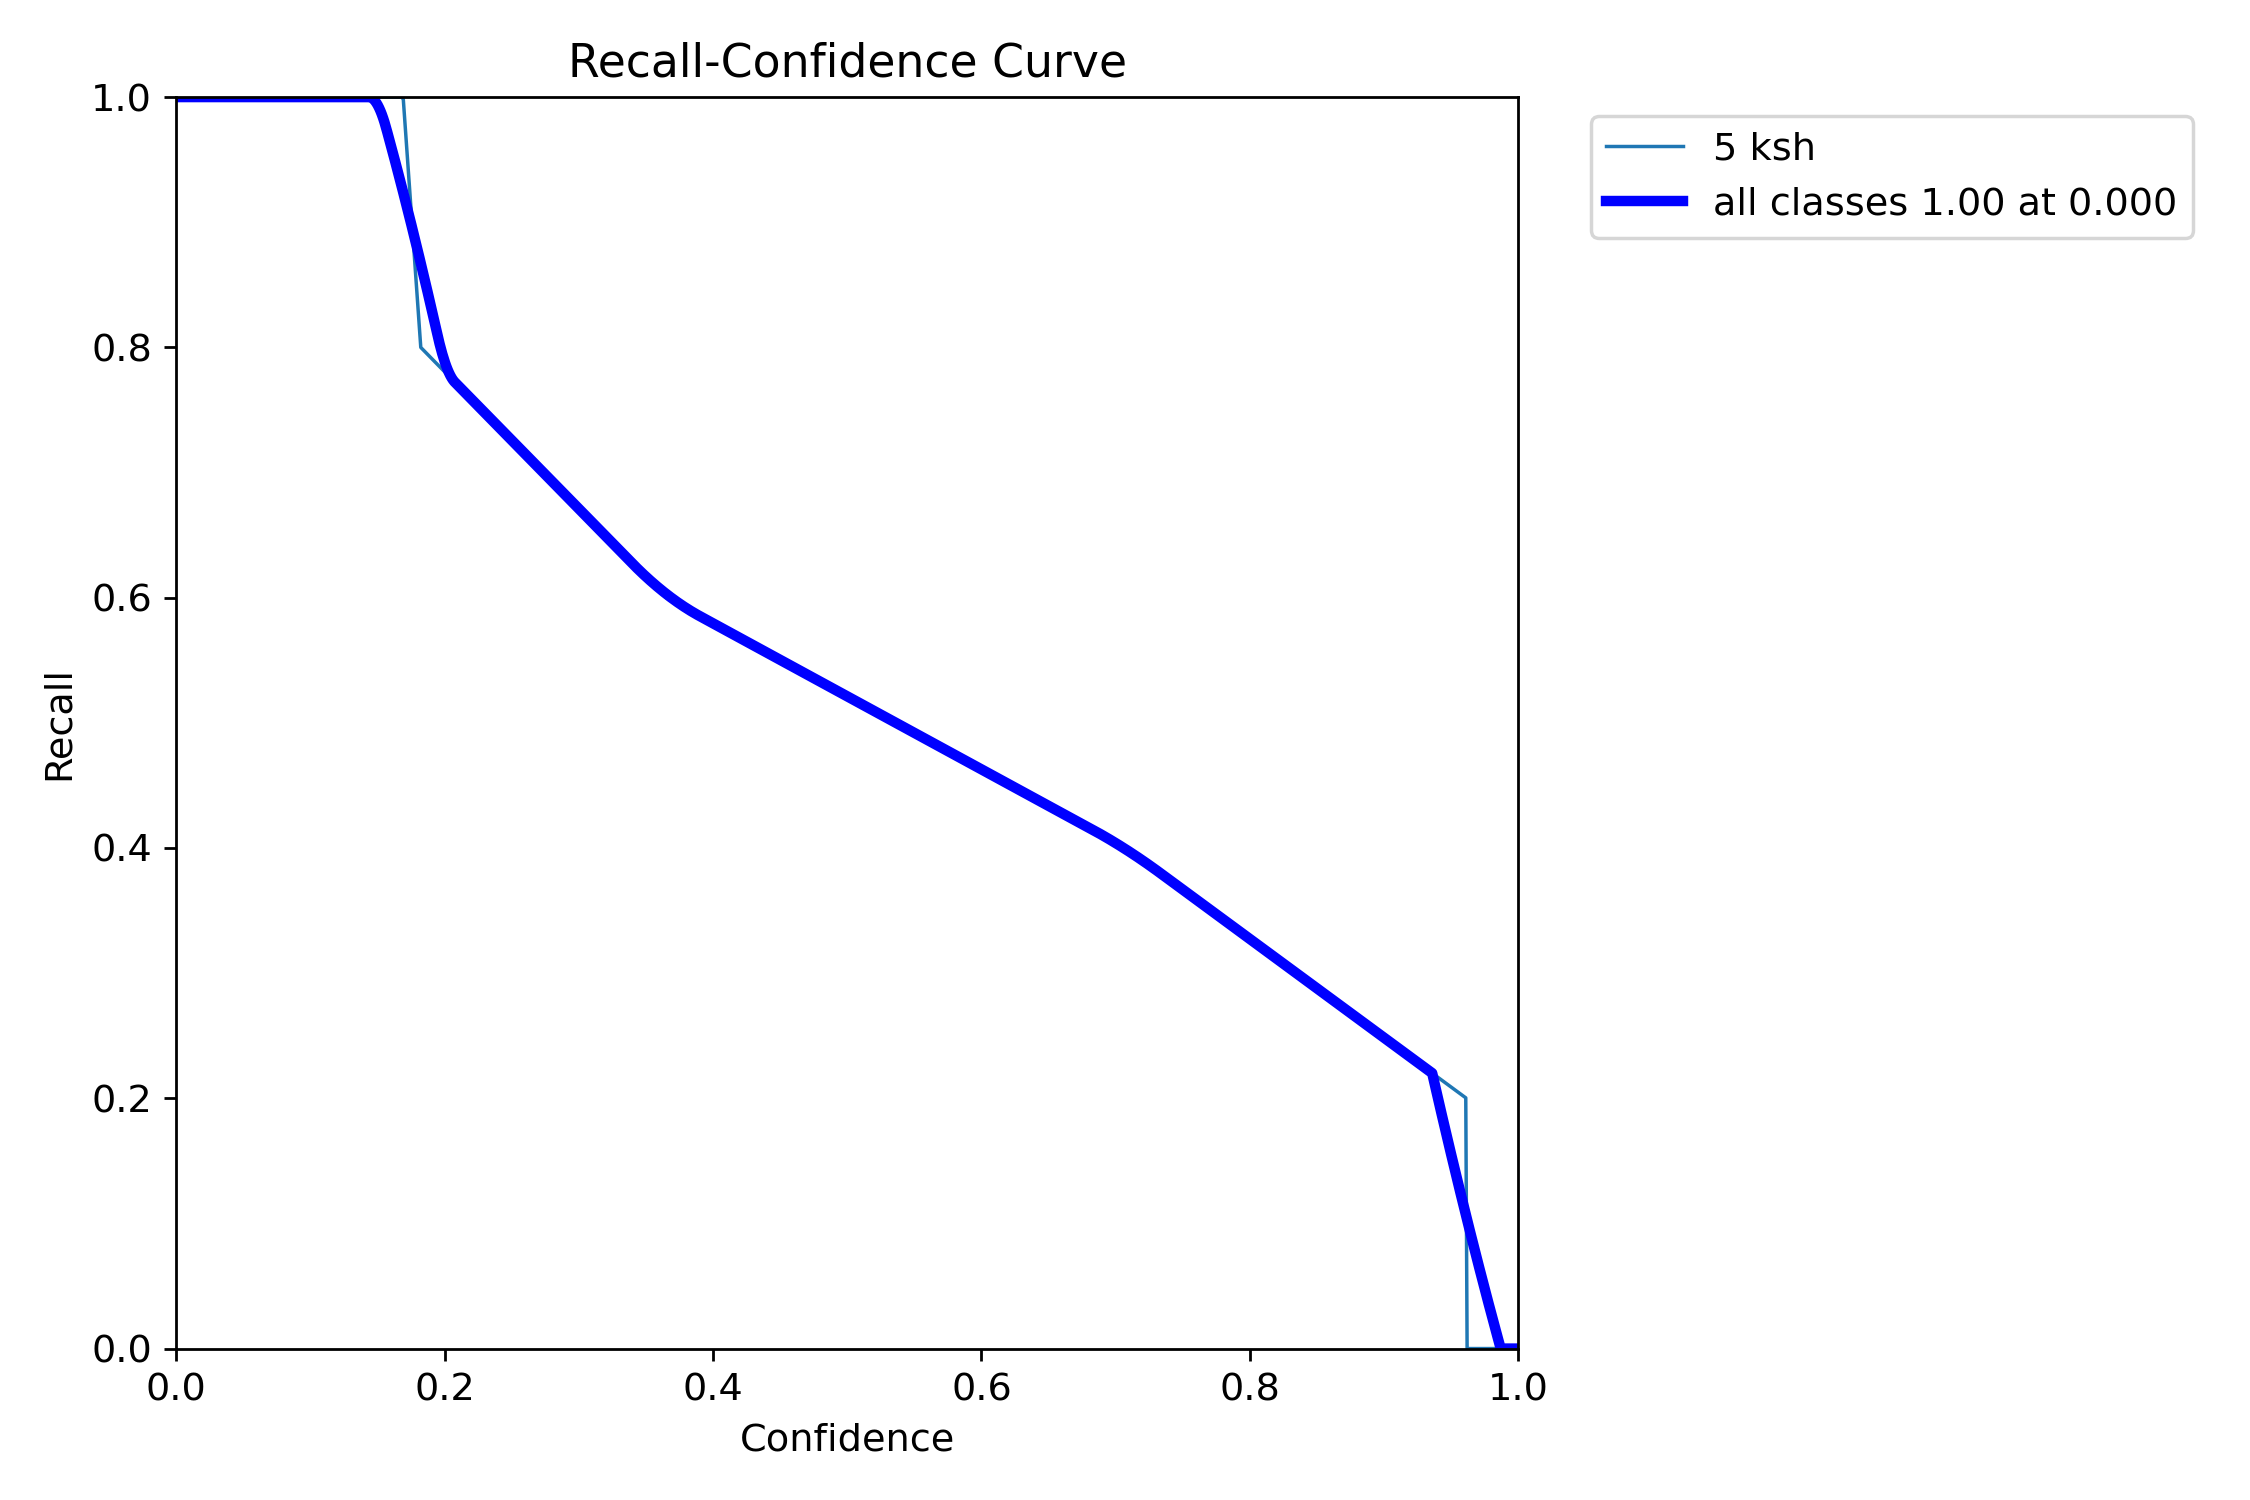 Recall-Confidence Curve
1.0
0.8
0.6
0.4
0.2
0.0
Recall
0.0 0.2 0.4 0.6 0.8 1.0
Confidence
5 ksh
all classes 1.00 at 0.000